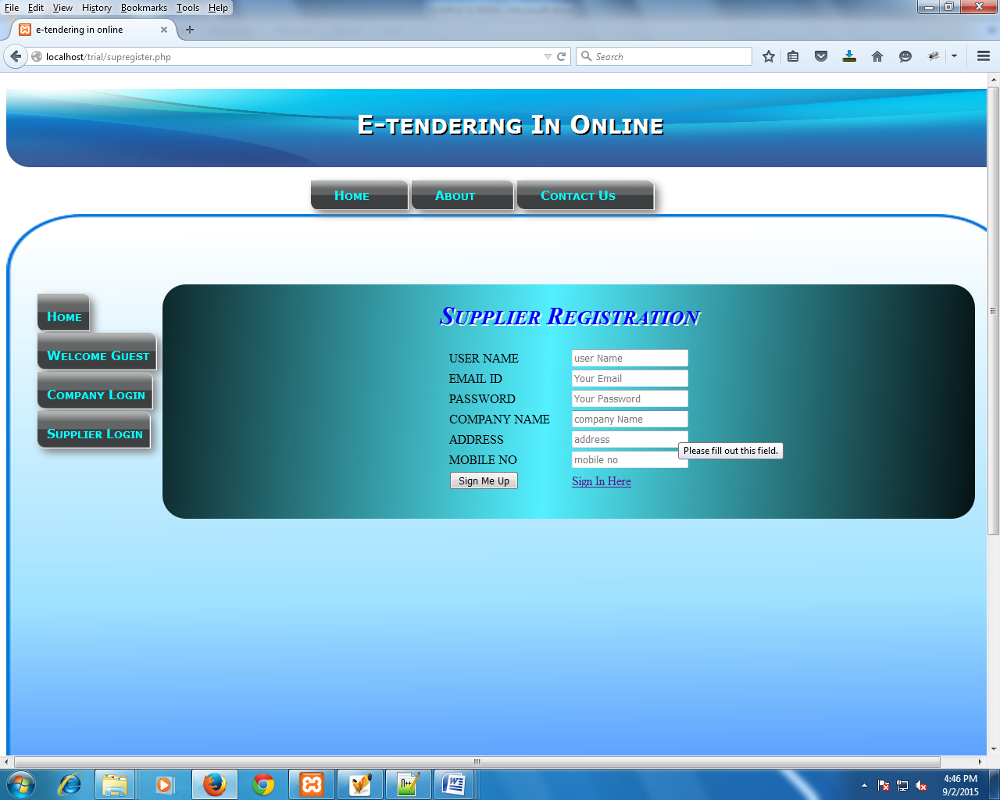 File Edit View History Bookmarks Tools Help
e-tendering in online
localhost/trial/supregister.php
Search
E-tendering In Online
Home About Contact Us
Home
Welcome Guest
Company Login
Supplier Login
Supplier Registration
USER NAME user Name
EMAIL ID Your Email
PASSWORD Your Password
COMPANY NAME company Name
ADDRESS address
Please fill out this field.
MOBILE NO mobile no
Sign Me Up Sign In Here
4:46 PM
9/2/2015